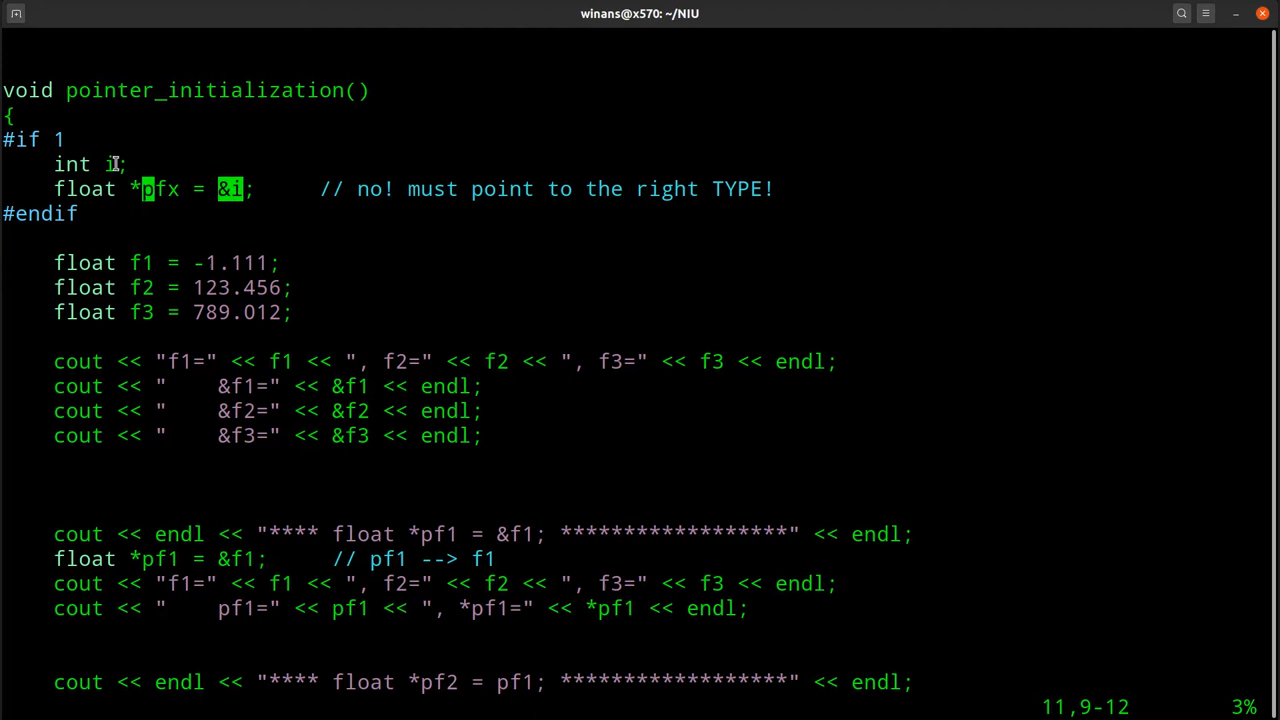 winans@x570: ~/NIU
void pointer_initialization()
{
#if 1
    int i;
    float *pfx = &i;     // no! must point to the right TYPE!
#endif
    float f1 = -1.111;
    float f2 = 123.456;
    float f3 = 789.012;
    cout << "f1=" << f1 << ", f2=" << f2 << ", f3=" << f3 << endl;
    cout << "    &f1=" << &f1 << endl;
    cout << "    &f2=" << &f2 << endl;
    cout << "    &f3=" << &f3 << endl;
    cout << endl << "**** float *pf1 = &f1; ******************" << endl;
    float *pf1 = &f1;     // pf1 --> f1
    cout << "f1=" << f1 << ", f2=" << f2 << ", f3=" << f3 << endl;
    cout << "    pf1=" << pf1 << ", *pf1=" << *pf1 << endl;
    cout << endl << "**** float *pf2 = pf1; ******************" << endl;
11,9-12 3%